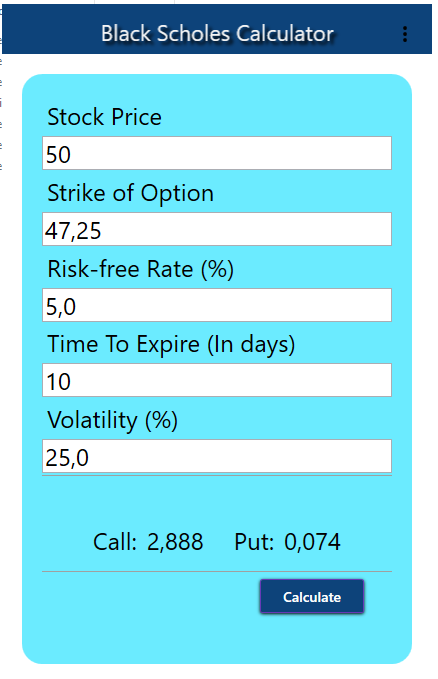 Black Scholes Calculator
Stock Price
50
Strike of Option
47,25
Risk-free Rate (%)
5,0
Time To Expire (In days)
10
Volatility (%)
25,0
Call: 2,888 Put: 0,074
Calculate